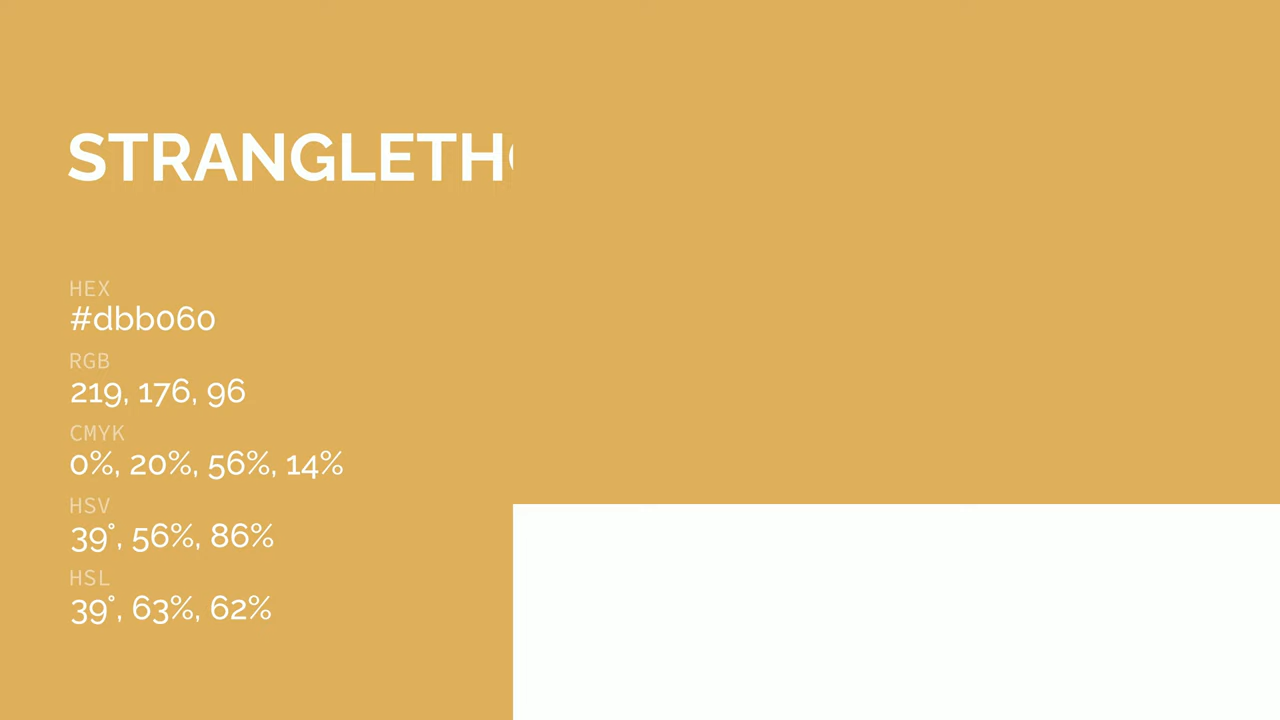 STRANGLETH
HEX
#dbb060
RGB
219, 176, 96
CMYK
0%, 20%, 56%, 14%
HSV
39°, 56%, 86%
HSL
39°, 63%, 62%